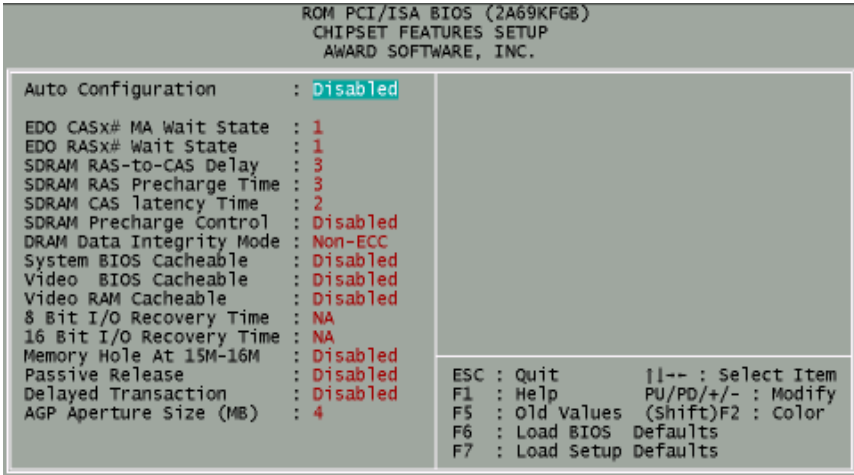 ROM PCI/ISA BIOS (2A69KFGB)
CHIPSET FEATURES SETUP
AWARD SOFTWARE, INC.
Auto Configuration : Disabled
EDO CASx# MA Wait State : 1
EDO RASx# Wait State : 1
SDRAM RAS-to-CAS Delay : 3
SDRAM RAS Precharge Time : 3
SDRAM CAS latency Time : 2
SDRAM Precharge Control : Disabled
DRAM Data Integrity Mode : Non-ECC
System BIOS Cacheable : Disabled
Video BIOS Cacheable : Disabled
Video RAM Cacheable : Disabled
8 Bit I/O Recovery Time : NA
16 Bit I/O Recovery Time : NA
Memory Hole At 15M-16M : Disabled
Passive Release : Disabled
Delayed Transaction : Disabled
AGP Aperture Size (MB) : 4
ESC : Quit ↑↓→← : Select Item
F1 : Help PU/PD/+/- : Modify
F5 : Old Values (Shift)F2 : Color
F6 : Load BIOS Defaults
F7 : Load Setup Defaults